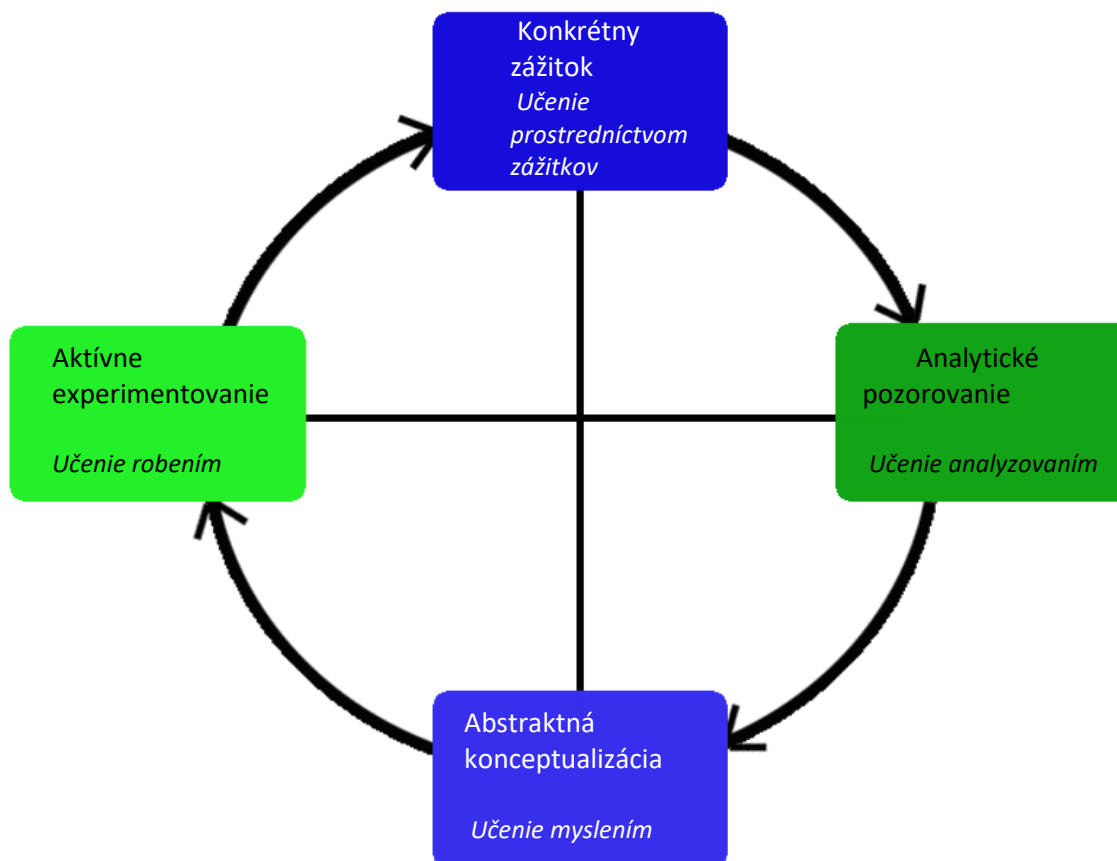 Konkrétny
zážitok
Učenie
prostredníctvom
zážitkov
Aktívne
experimentovanie
Učenie robením
Analytické
pozorovanie
Učenie analyzovaním
Abstraktná
konceptualizácia
Učenie myslením